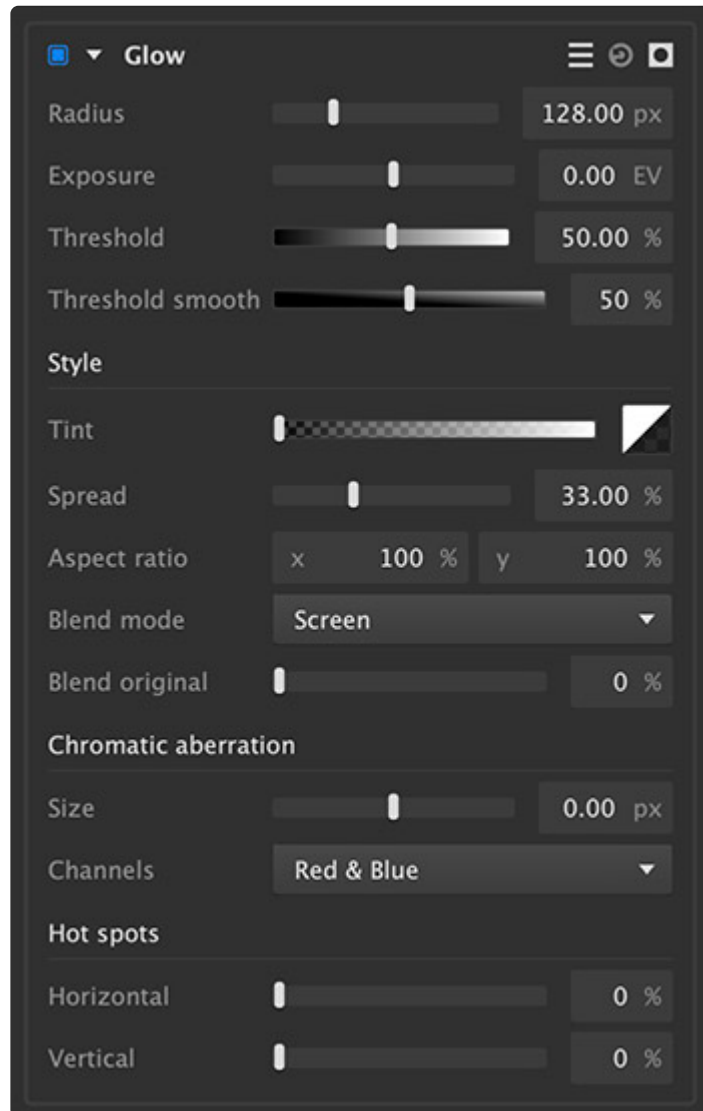 Glow
Radius 128.00 px
Exposure 0.00 EV
Threshold 50.00 %
Threshold smooth 50 %
Style
Tint
Spread 33.00 %
Aspect ratio x 100 % y 100 %
Blend mode Screen
Blend original 0 %
Chromatic aberration
Size 0.00 px
Channels Red & Blue
Hot spots
Horizontal 0 %
Vertical 0 %